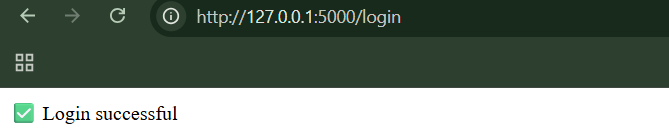 http://127.0.0.1:5000/login
✅ Login successful